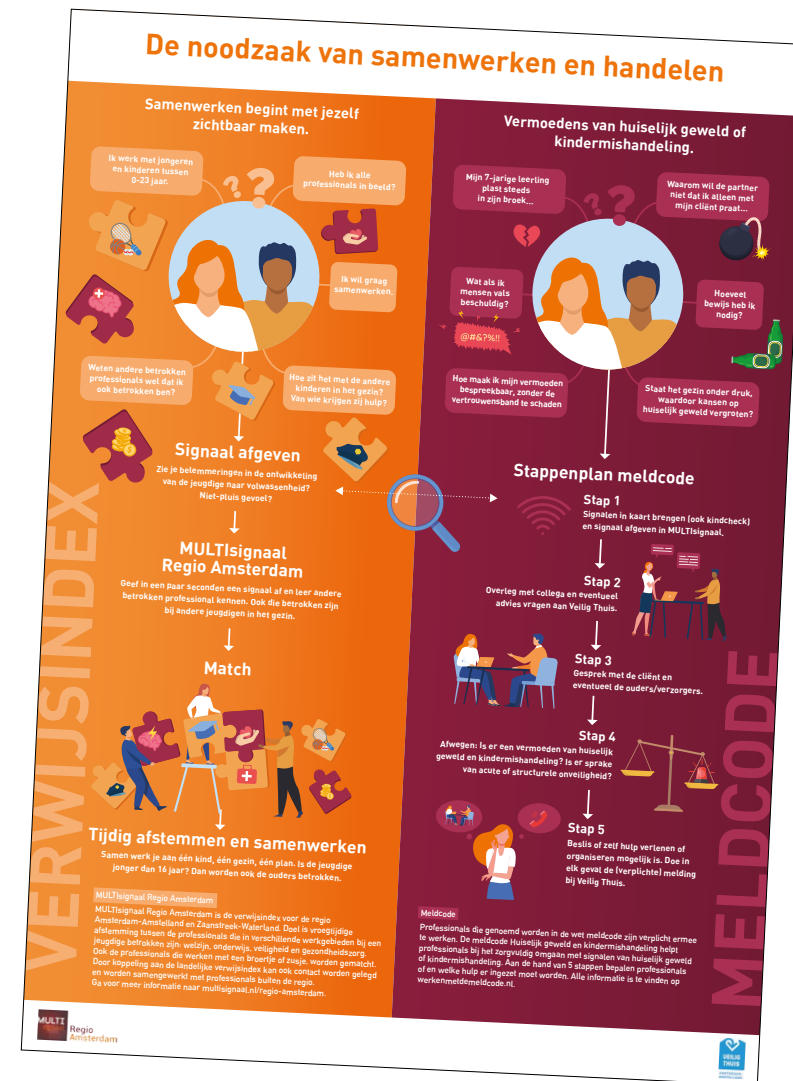 De noodzaak van samenwerken en handelen
Samenwerken begint met jezelf
zichtbaar maken.
Ik werk met jongeren
en kinderen tussen
0-23 jaar.
Heb ik alle
professionals in beeld?
Ik wil graag
samenwerken.
Weten andere betrokken
professionals wel dat ik
ook betrokken ben?
Hoe zit het met de andere
kinderen in het gezin?
Van wie krijgen zij hulp?
Signaal afgeven
Zie je belemmeringen in de ontwikkeling
van de jeugdige naar volwassenheid?
Niet-pluis gevoel?
MULTIsignaal
Regio Amsterdam
Geef in een paar seconden een signaal af en leer andere
betrokken professional kennen. Ook die betrokken zijn
bij andere jeugdigen in het gezin.
Match
Tijdig afstemmen en samenwerken
Samen werk je aan één kind, één gezin, één plan. Is de jeugdige
jonger dan 16 jaar? Dan worden ook de ouders betrokken.
MULTIsignaal Regio Amsterdam
MULTIsignaal Regio Amsterdam is de verwijsindex voor de regio
Amsterdam-Amstelland en Zaanstreek-Waterland. Doel is vroegtijdige
afstemming tussen de professionals die in verschillende werkgebieden bij een
jeugdige betrokken zijn: welzijn, onderwijs, veiligheid en gezondheidszorg.
Ook de professionals die werken met een broertje of zusje, worden gematcht.
Door koppeling aan de landelijke verwijsindex kan ook contact worden gelegd
en worden samengewerkt met professionals buiten de regio.
Ga voor meer informatie naar multisignaal.nl/regio-amsterdam.
VERWIJSINDEX
Vermoedens van huiselijk geweld of
kindermishandeling.
Mijn 7-jarige leerling
plast steeds
in zijn broek...
Waarom wil de partner
niet dat ik alleen met
mijn cliënt praat...
Wat als ik
mensen vals
beschuldig?
@#&?%!!
Hoeveel
bewijs heb ik
nodig?
Hoe maak ik mijn vermoeden
bespreekbaar, zonder de
vertrouwensband te schaden
Staat het gezin onder druk,
waardoor kansen op
huiselijk geweld vergroten?
Stappenplan meldcode
Stap 1
Signalen in kaart brengen (ook kindcheck)
en signaal afgeven in MULTIsignaal.
Stap 2
Overleg met collega en eventueel
advies vragen aan Veilig Thuis.
Stap 3
Gesprek met de cliënt en
eventueel de ouders/verzorgers.
Stap 4
Afwegen: Is er een vermoeden van huiselijk
geweld en kindermishandeling? Is er sprake
van acute of structurele onveiligheid?
Stap 5
Beslis of zelf hulp verlenen of
organiseren mogelijk is. Doe in
elk geval de (verplichte) melding
bij Veilig Thuis.
Meldcode
Professionals die genoemd worden in de wet meldcode zijn verplicht ermee
te werken. De meldcode Huiselijk geweld en kindermishandeling helpt
professionals bij het zorgvuldig omgaan met signalen van huiselijk geweld
of kindermishandeling. Aan de hand van 5 stappen bepalen professionals
of en welke hulp er ingezet moet worden. Alle informatie is te vinden op
werkenmetdemeldcode.nl.
MELDCODE
MULTI
Regio
Amsterdam
VEILIG
THUIS